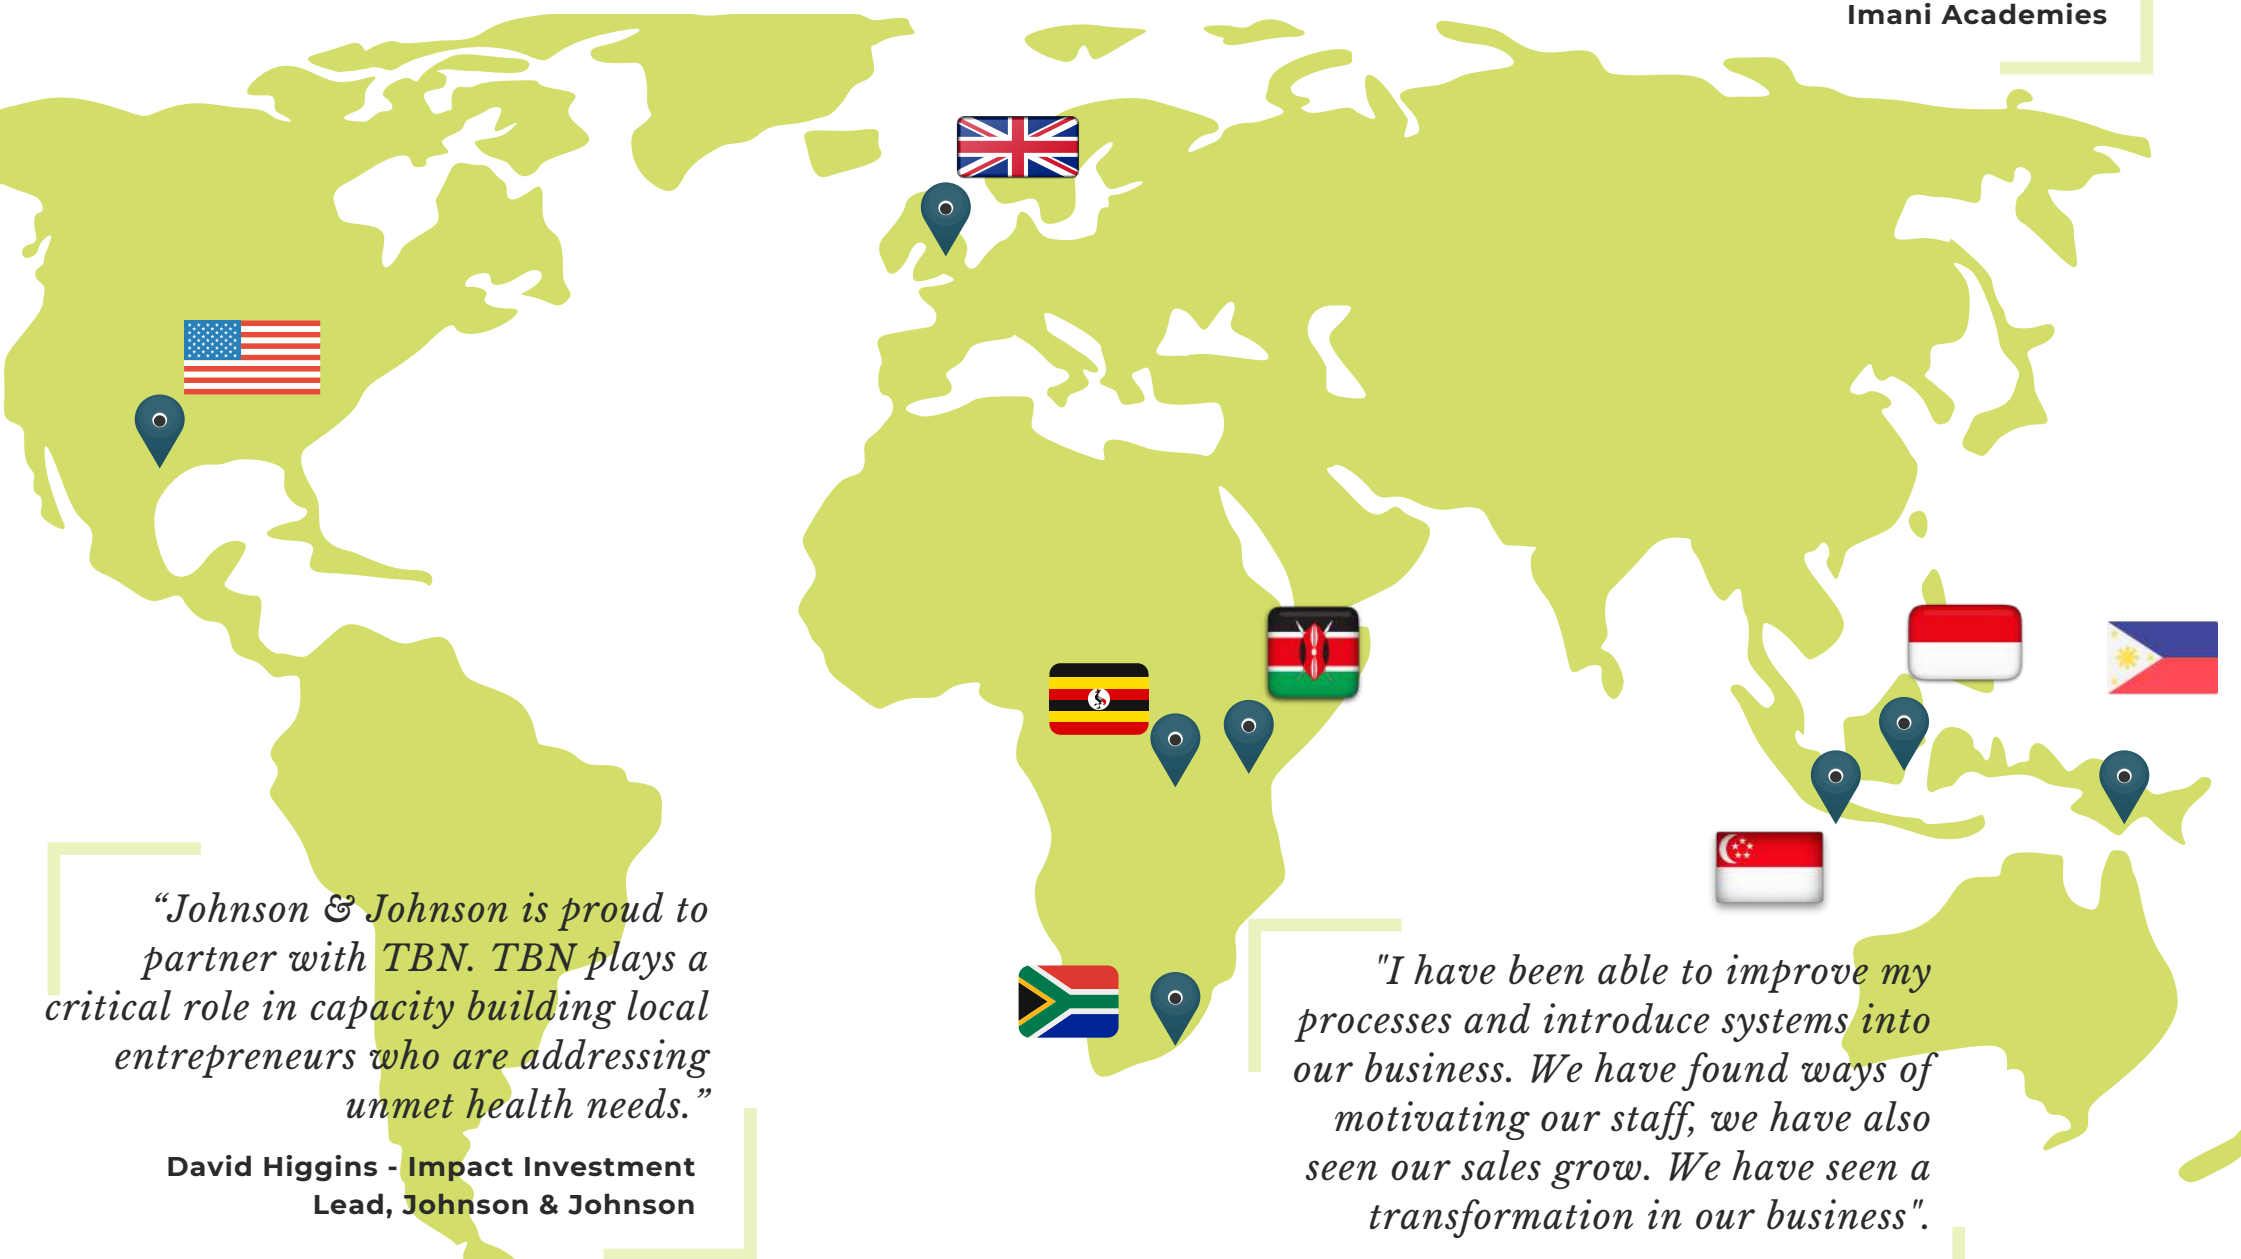 Imani Academies
“Johnson & Johnson is proud to
partner with TBN. TBN plays a
critical role in capacity building local
entrepreneurs who are addressing
unmet health needs.”
David Higgins - Impact Investment
Lead, Johnson & Johnson
"I have been able to improve my
processes and introduce systems into
our business. We have found ways of
motivating our staff, we have also
seen our sales grow. We have seen a
transformation in our business".